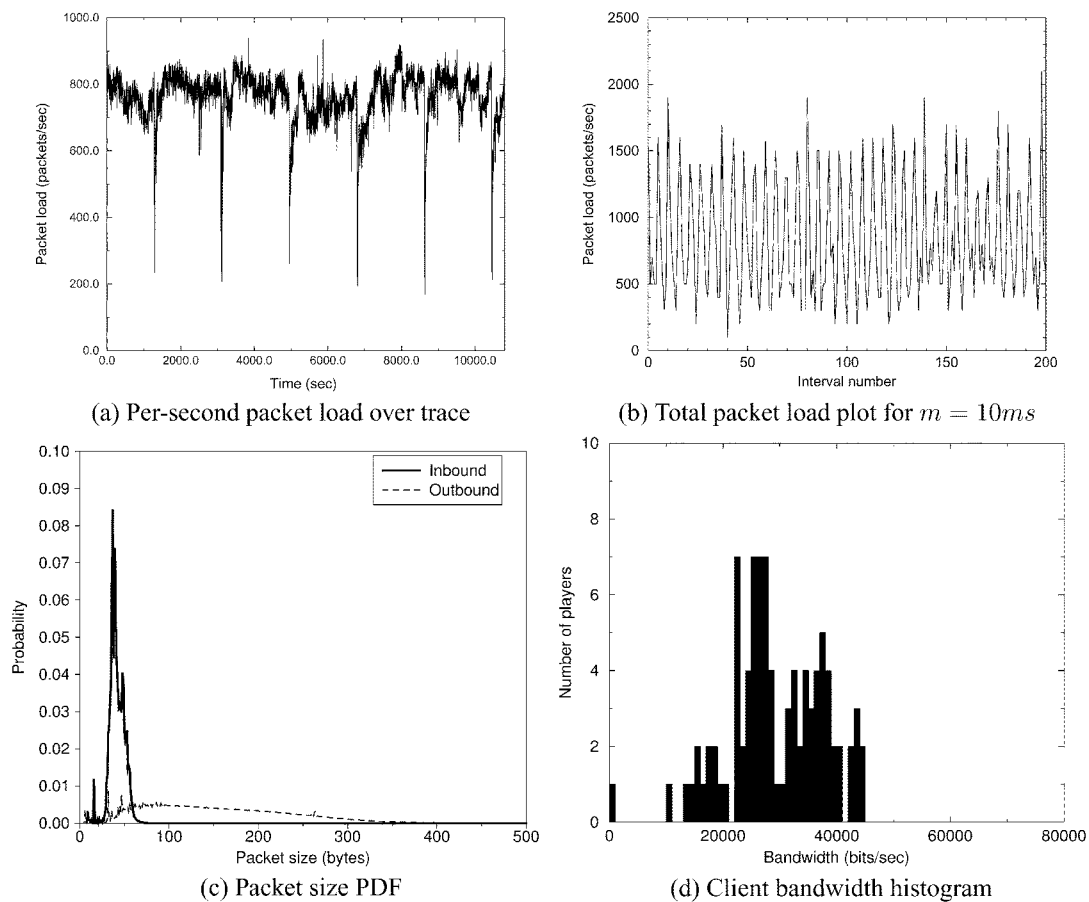 1000.0
800.0
600.0
400.0
200.0
0.0
Packet load (packets/sec)
0.0 2000.0 4000.0 6000.0 8000.0 10000.0
Time (sec)
(a) Per-second packet load over trace
2500
2000
1500
1000
500
0
Packet load (packets/sec)
0 50 100 150 200
Interval number
(b) Total packet load plot for m = 10ms
0.10
0.09
0.08
0.07
0.06
0.05
0.04
0.03
0.02
0.01
0.00
Probability
Inbound
Outbound
0 100 200 300 400 500
Packet size (bytes)
(c) Packet size PDF
10
8
6
4
2
0
Number of players
0 20000 40000 60000 80000
Bandwidth (bits/sec)
(d) Client bandwidth histogram